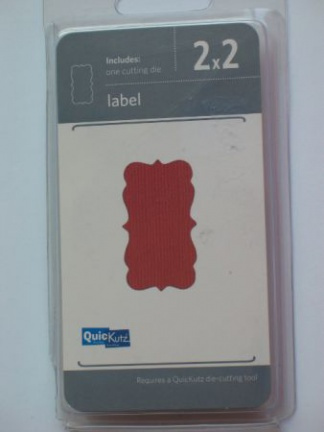 Includes:
one cutting die
2x2
label
QuicKutz
Requires a QuicKutz die-cutting tool